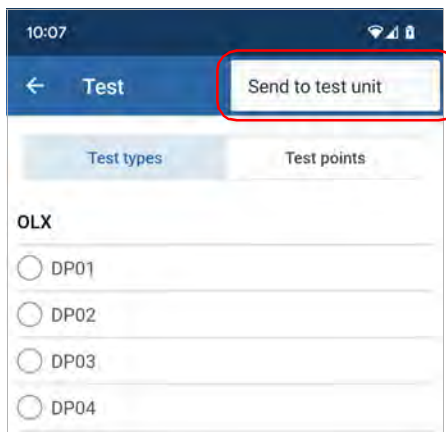 10:07
Test
Send to test unit
Test types Test points
OLX
DP01
DP02
DP03
DP04